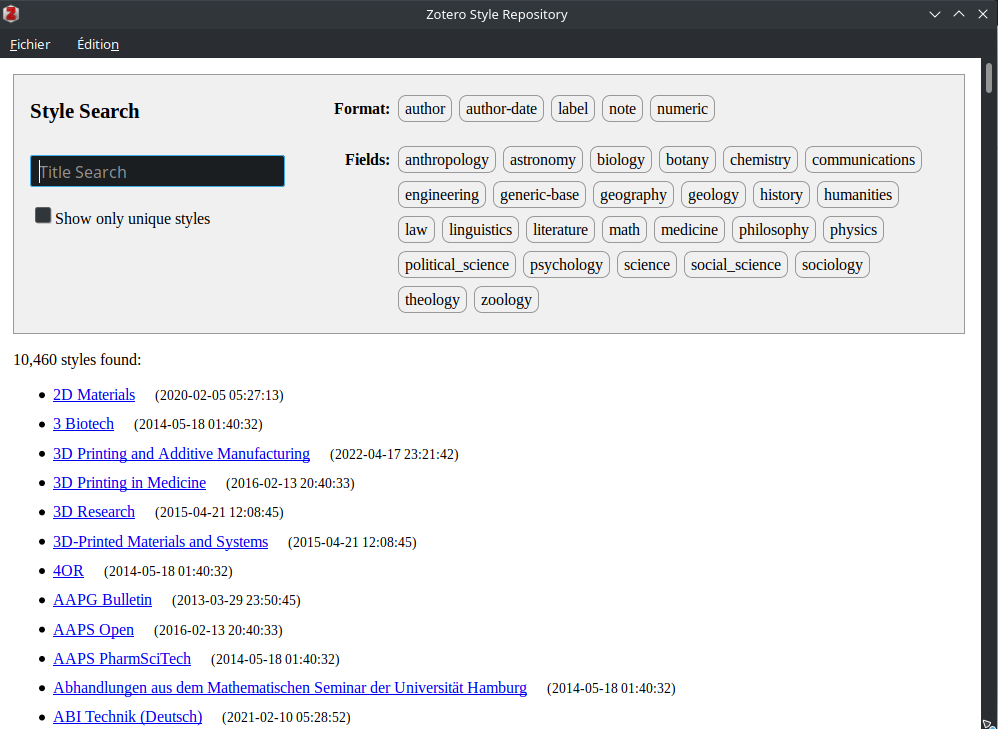 Zotero Style Repository
Fichier Édition
Style Search
Title Search
Show only unique styles
Format: author author-date label note numeric
Fields: anthropology astronomy biology botany chemistry communications
engineering generic-base geography geology history humanities
law linguistics literature math medicine philosophy physics
political_science psychology science social_science sociology
theology zoology
10,460 styles found:
2D Materials (2020-02-05 05:27:13)
3 Biotech (2014-05-18 01:40:32)
3D Printing and Additive Manufacturing (2022-04-17 23:21:42)
3D Printing in Medicine (2016-02-13 20:40:33)
3D Research (2015-04-21 12:08:45)
3D-Printed Materials and Systems (2015-04-21 12:08:45)
4OR (2014-05-18 01:40:32)
AAPG Bulletin (2013-03-29 23:50:45)
AAPS Open (2016-02-13 20:40:33)
AAPS PharmSciTech (2014-05-18 01:40:32)
Abhandlungen aus dem Mathematischen Seminar der Universität Hamburg (2014-05-18 01:40:32)
ABI Technik (Deutsch) (2021-02-10 05:28:52)